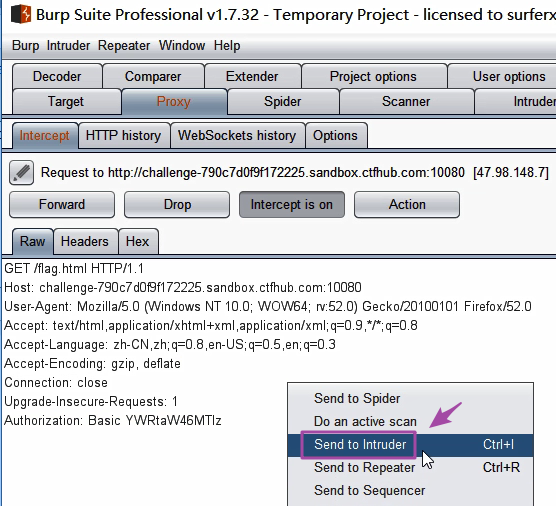 Burp Suite Professional v1.7.32 - Temporary Project - licensed to surferx
Burp Intruder Repeater Window Help
Decoder Comparer Extender Project options User options
Target Proxy Spider Scanner Intruder
Intercept HTTP history WebSockets history Options
Request to http://challenge-790c7d0f9f172225.sandbox.ctfhub.com:10080 [47.98.148.7]
Forward Drop Intercept is on Action
Raw Headers Hex
GET /flag.html HTTP/1.1
Host: challenge-790c7d0f9f172225.sandbox.ctfhub.com:10080
User-Agent: Mozilla/5.0 (Windows NT 10.0; WOW64; rv:52.0) Gecko/20100101 Firefox/52.0
Accept: text/html,application/xhtml+xml,application/xml;q=0.9,*/*;q=0.8
Accept-Language: zh-CN,zh;q=0.8,en-US;q=0.5,en;q=0.3
Accept-Encoding: gzip, deflate
Connection: close
Upgrade-Insecure-Requests: 1
Authorization: Basic YWRtaW46MTIz
Send to Spider
Do an active scan
Send to Intruder Ctrl+I
Send to Repeater Ctrl+R
Send to Sequencer